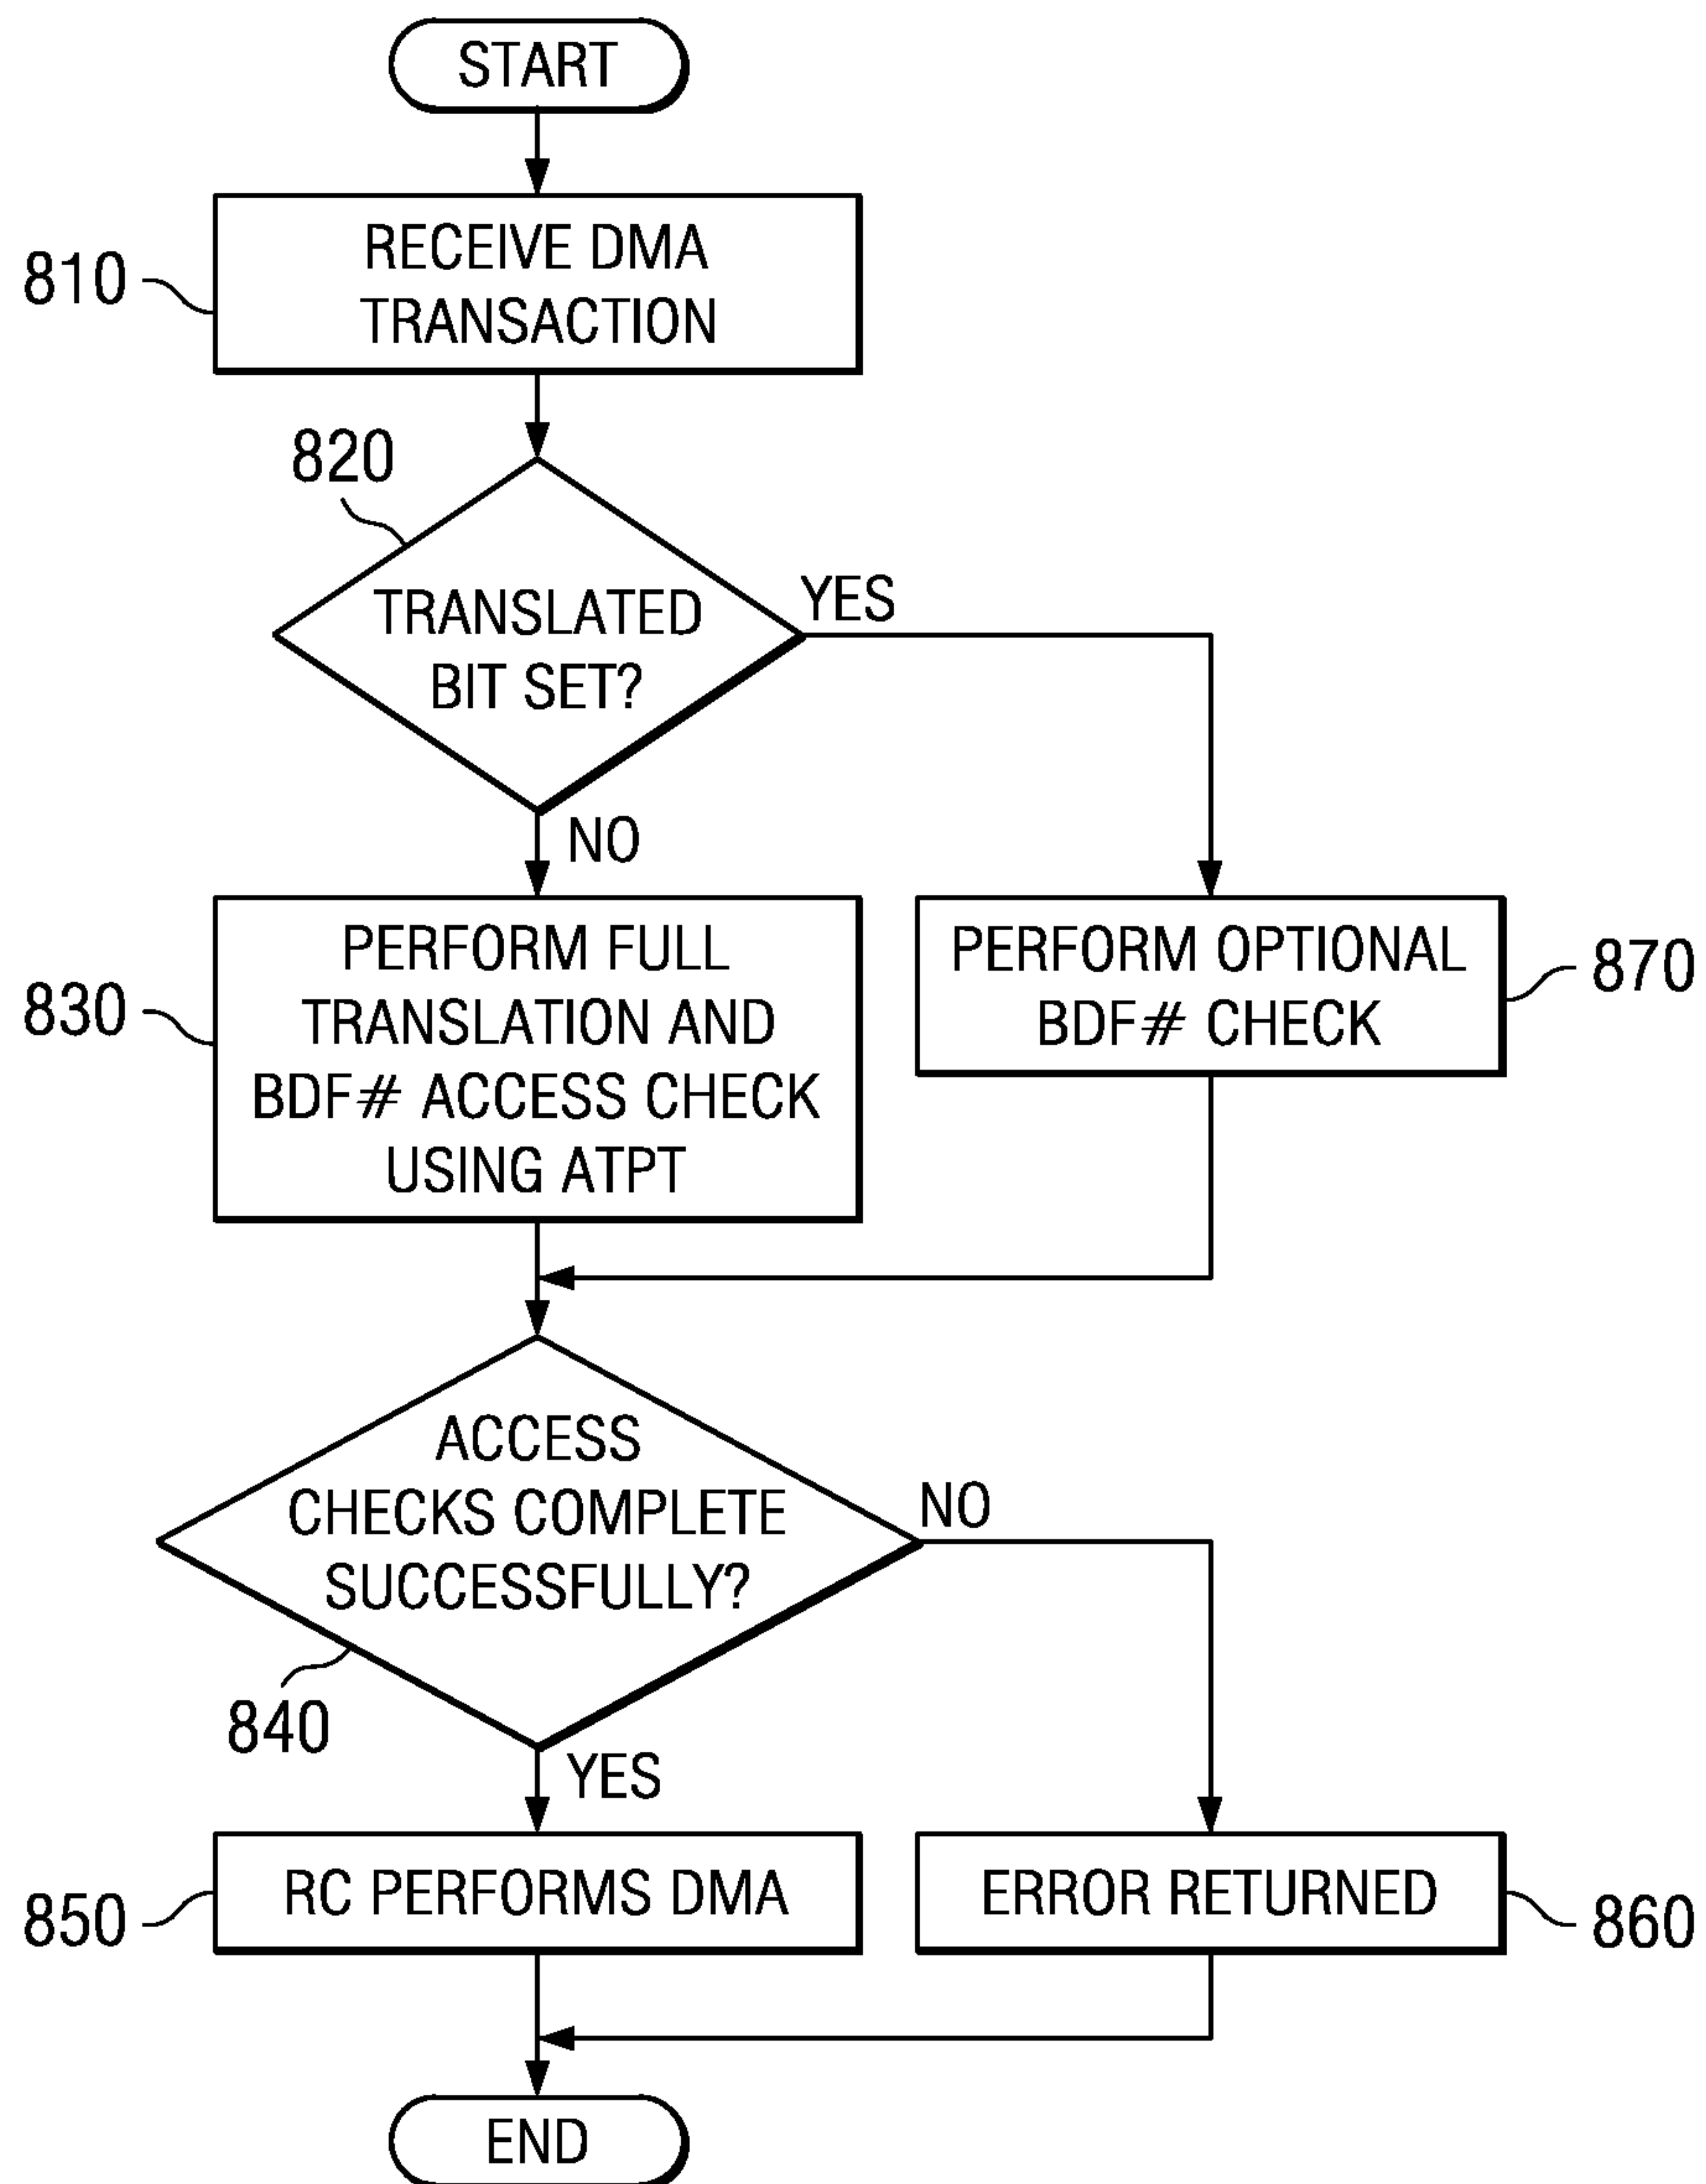 START
810
RECEIVE DMA
TRANSACTION
820
TRANSLATED
BIT SET?
YES
NO
830
PERFORM FULL
TRANSLATION AND
BDF# ACCESS CHECK
USING ATPT
PERFORM OPTIONAL
BDF# CHECK
870
ACCESS
CHECKS COMPLETE
SUCCESSFULLY?
NO
840
YES
850
RC PERFORMS DMA
ERROR RETURNED
860
END